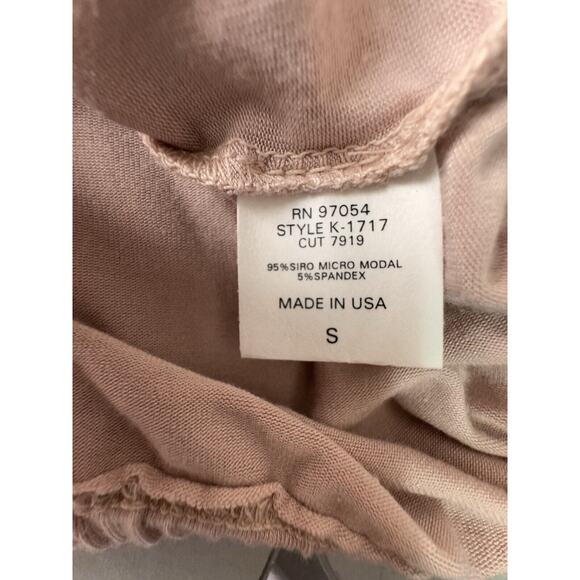 RN 97054
STYLE K-1717
CUT 7919
95%SIRO MICRO MODAL
5%SPANDEX
MADE IN USA
S